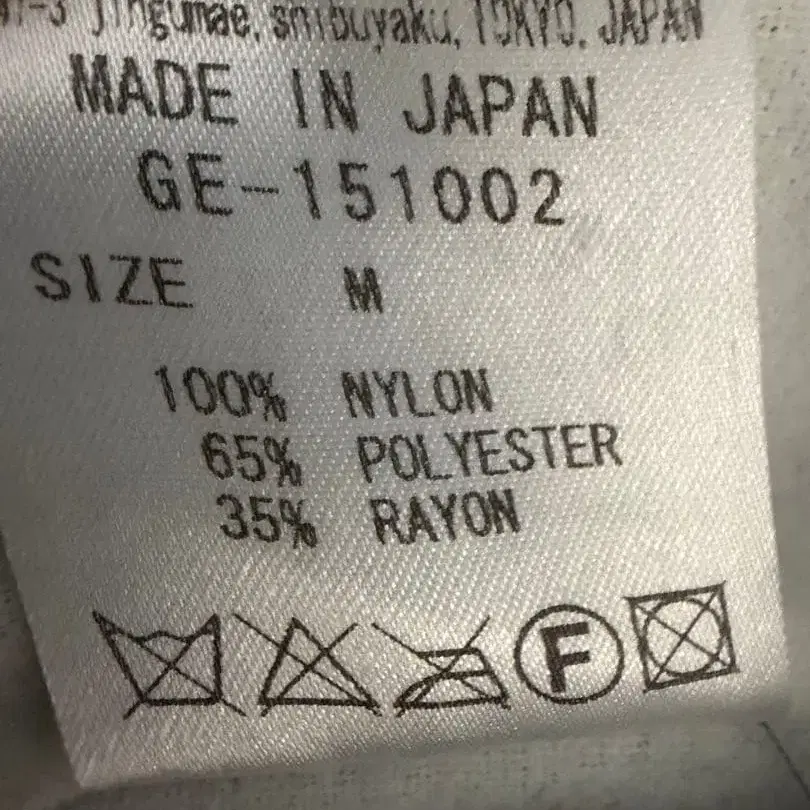 Jingumae, shibuyaku, TOKYO. JAPAN
MADE IN JAPAN
GE-151002
SIZE M
100% NYLON
65% POLYESTER
35% RAYON
F